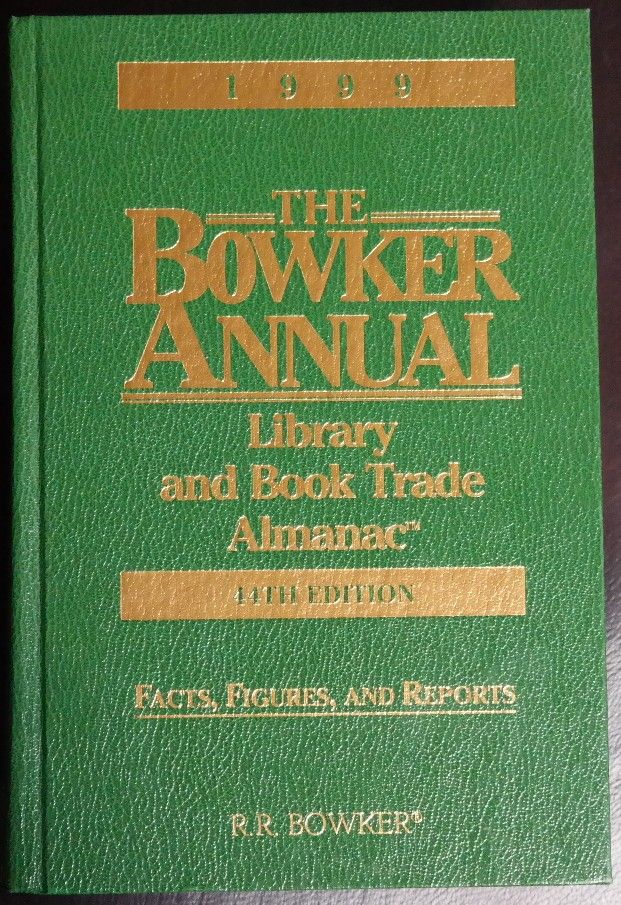 1999
THE
BOWKER
ANNUAL
Library
and Book Trade
Almanac™
44TH EDITION
FACTS, FIGURES, AND REPORTS
R.R. BOWKER®